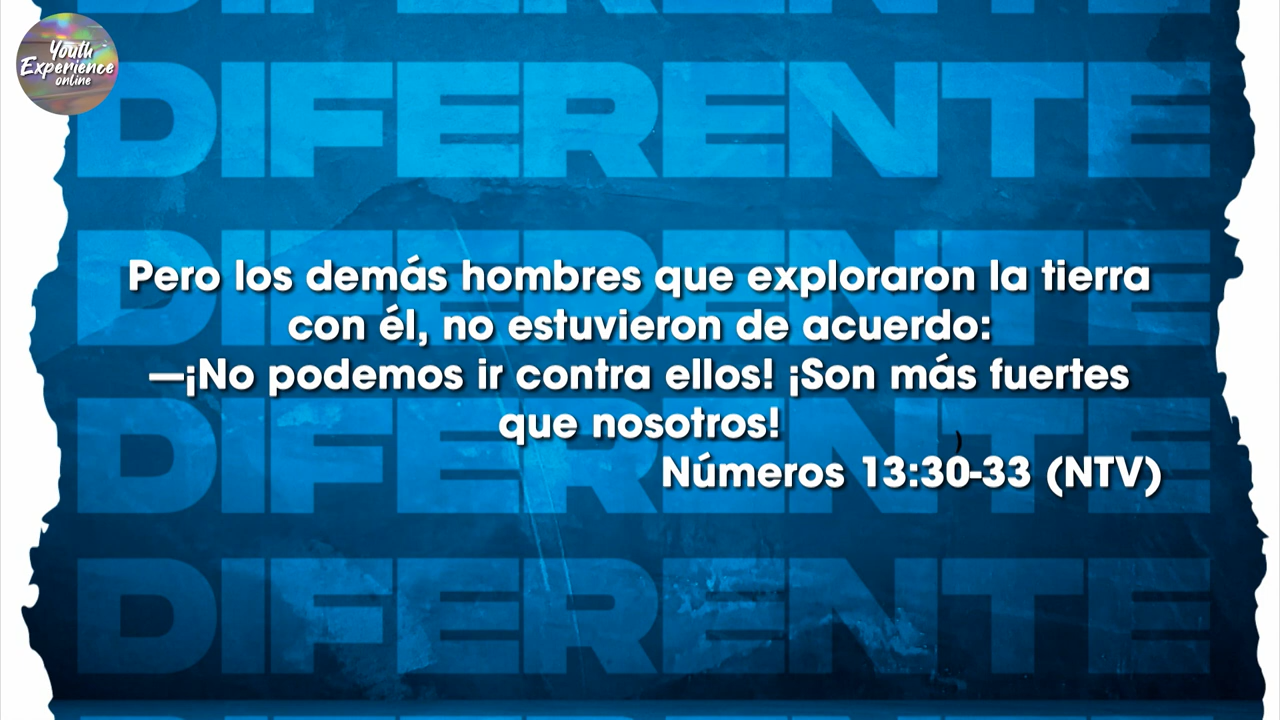 Youth
Experience
online
DIFERENTE
DIFERENTE
Pero los demás hombres que exploraron la tierra
con él, no estuvieron de acuerdo:
—¡No podemos ir contra ellos! ¡Son más fuertes
que nosotros!
DIFERENTE
Números 13:30-33 (NTV)
DIFERENTE